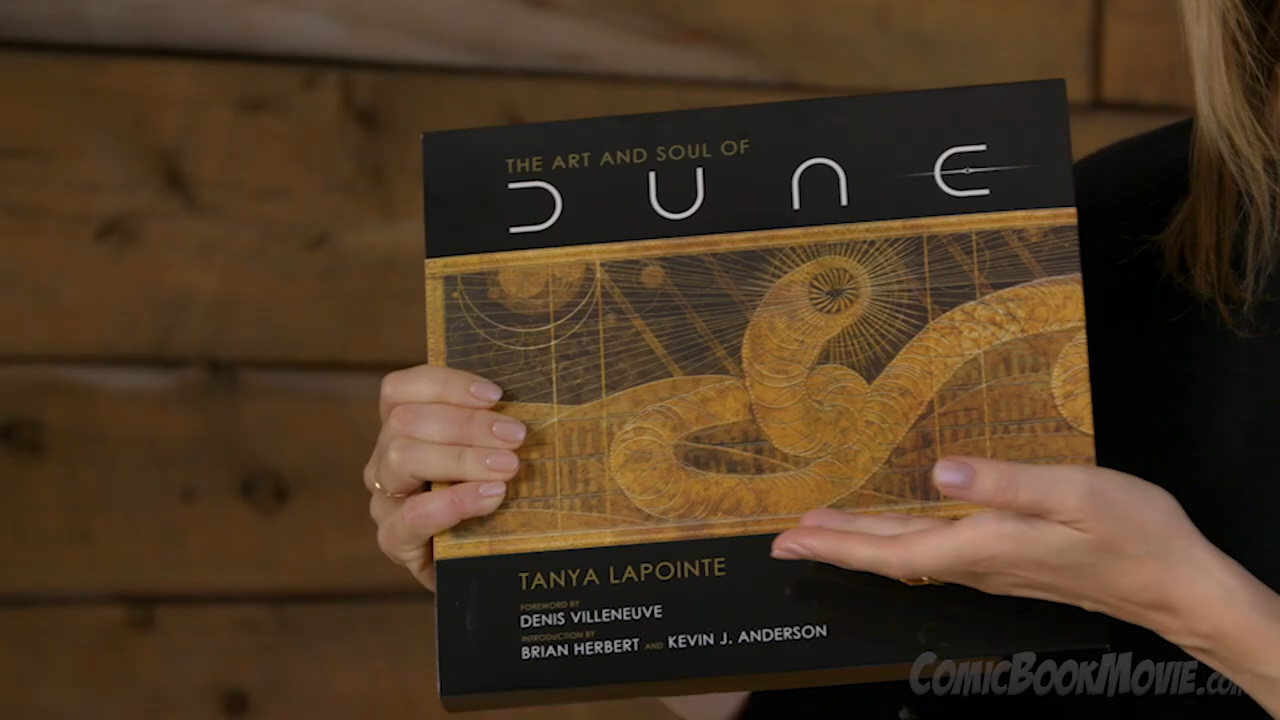 THE ART AND SOUL OF
DUNE
TANYA LAPOINTE
FOREWORD BY
DENIS VILLENEUVE
INTRODUCTION BY
BRIAN HERBERT AND KEVIN J. ANDERSON
COMICBOOKMOVIE.COM